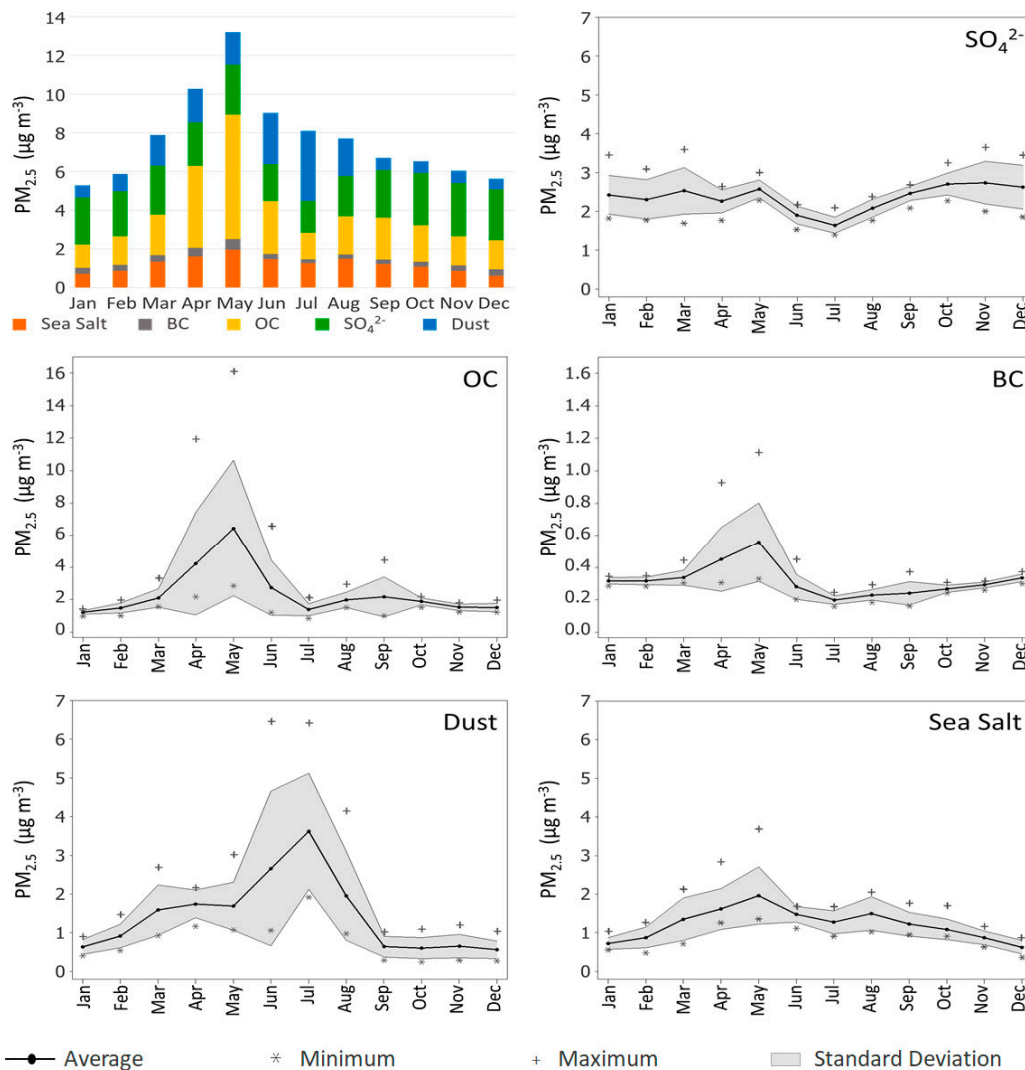 14
12
10
8
6
4
2
0
PM2.5 (µg m-3)
Jan Feb Mar Apr May Jun Jul Aug Sep Oct Nov Dec
Sea Salt BC OC SO4 2- Dust
SO4 2-
7
6
5
4
3
2
1
0
PM2.5 (µg m-3)
Jan Feb Mar Apr May Jun Jul Aug Sep Oct Nov Dec
OC
16
14
12
10
8
6
4
2
0
PM2.5 (µg m-3)
Jan Feb Mar Apr May Jun Jul Aug Sep Oct Nov Dec
BC
1.6
1.4
1.2
1.0
0.8
0.6
0.4
0.2
0.0
PM2.5 (µg m-3)
Jan Feb Mar Apr May Jun Jul Aug Sep Oct Nov Dec
Dust
7
6
5
4
3
2
1
0
PM2.5 (µg m-3)
Jan Feb Mar Apr May Jun Jul Aug Sep Oct Nov Dec
Sea Salt
7
6
5
4
3
2
1
0
PM2.5 (µg m-3)
Jan Feb Mar Apr May Jun Jul Aug Sep Oct Nov Dec
Average Minimum Maximum Standard Deviation